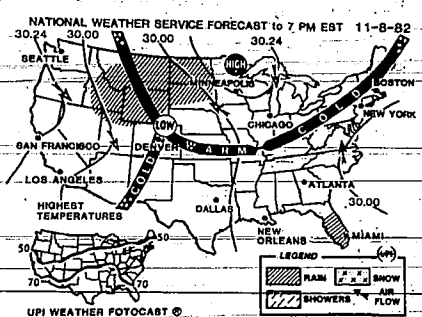 NATIONAL WEATHER SERVICE FORECAST to 7 PM EST 11-8-82
30.24 30.00 30.00 30.24
SEATTLE
HIGH
MINNEAPOLIS
BOSTON
COLD
NEW YORK
LOW
CHICAGO
SAN FRANCISCO
DENVER
WARM
COLD
LOS ANGELES
ATLANTA
HIGHEST
TEMPERATURES
DALLAS
30.00
NEW
ORLEANS
MIAMI
50 50
70 70
LEGEND
UPI
RAIN
SNOW
SHOWERS
AIR
FLOW
UPI WEATHER FOTOCAST ®